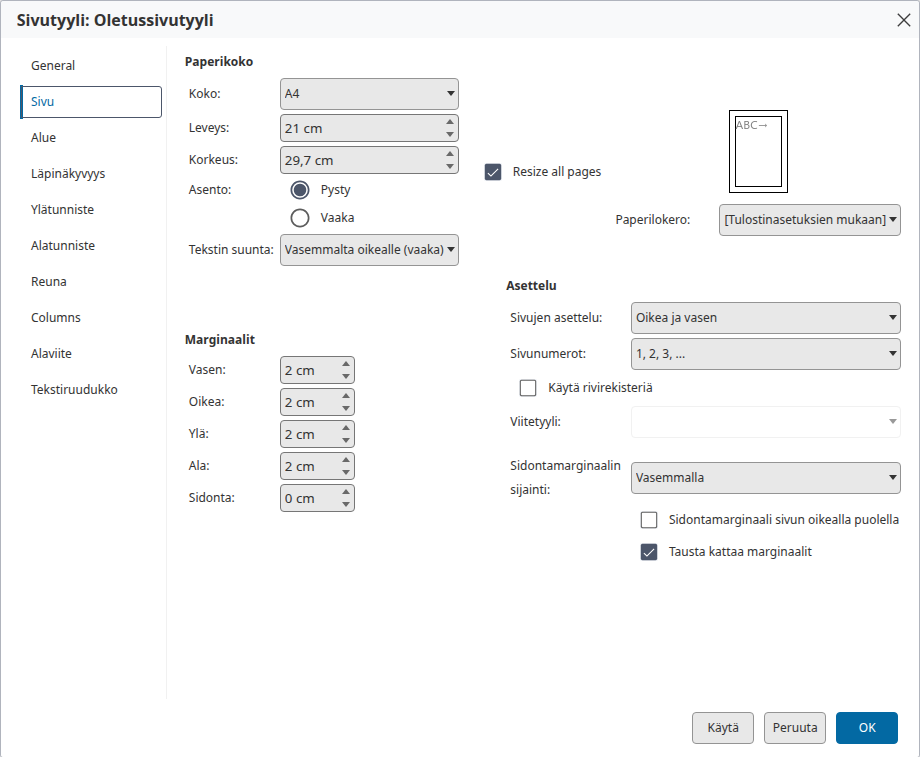 Sivutyyli: Oletussivutyyli
General
Sivu
Alue
Läpinäkyvyys
Ylätunniste
Alatunniste
Reuna
Columns
Alaviite
Tekstiruudukko
Paperikoko
Koko: A4
Leveys: 21 cm
Korkeus: 29,7 cm
Asento: Pysty
Vaaka
Tekstin suunta: Vasemmalta oikealle (vaaka)
Resize all pages
ABC→
Paperilokero: [Tulostinasetuksien mukaan]
Marginaalit
Vasen: 2 cm
Oikea: 2 cm
Ylä: 2 cm
Ala: 2 cm
Sidonta: 0 cm
Asettelu
Sivujen asettelu: Oikea ja vasen
Sivunumerot: 1, 2, 3, ...
Käytä rivirekisteriä
Viitetyyli:
Sidontamarginaalin
sijainti: Vasemmalla
Sidontamarginaali sivun oikealla puolella
Tausta kattaa marginaalit
Käytä Peruuta OK